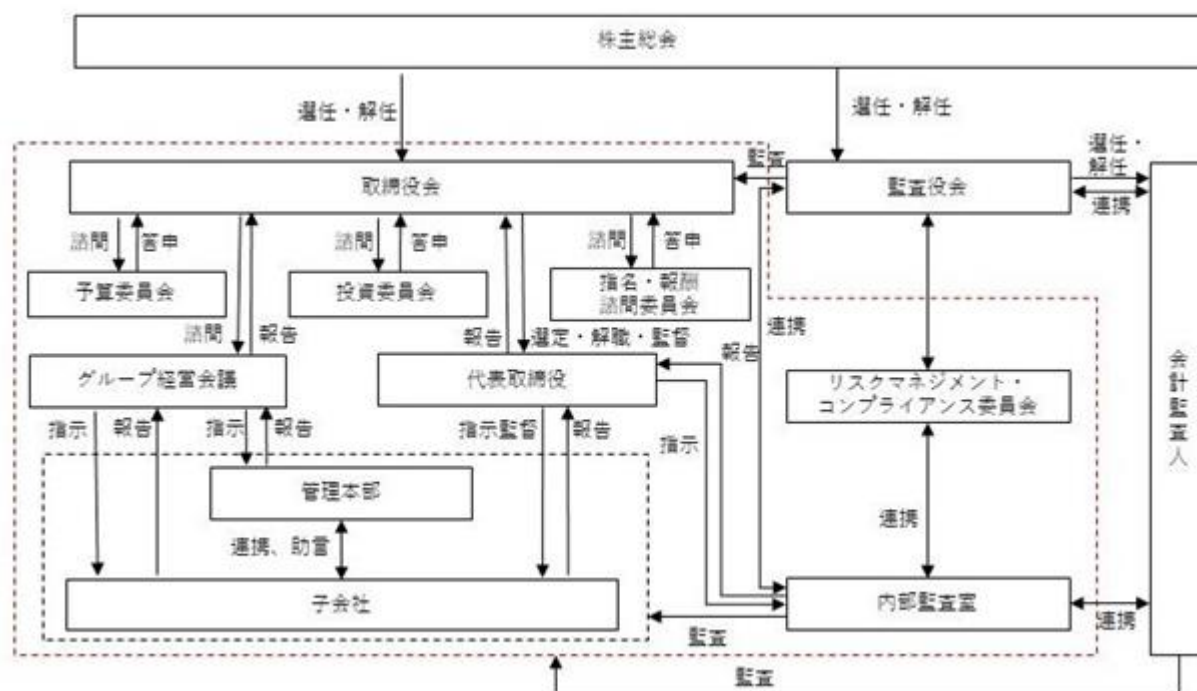 株主総会
選任・解任
選任・解任
取締役会
監査
監査役会
選任・
解任
連携
諮問
答申
諮問
答申
諮問
答申
予算委員会
投資委員会
指名・報酬
諮問委員会
諮問
報告
報告
選定・解職・監督
報告
連携
グループ経営会議
代表取締役
リスクマネジメント・
コンプライアンス委員会
会計監査人
指示
報告
指示
報告
指示監督
報告
指示
管理本部
連携、助言
連携
子会社
内部監査室
監査
連携
監査